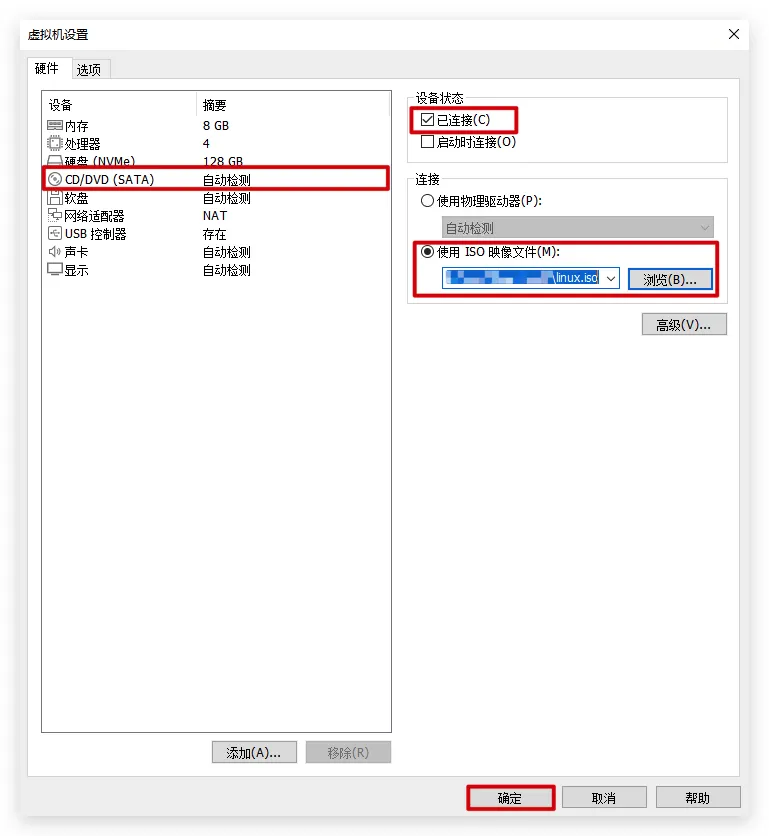 虚拟机设置
硬件 选项
设备 摘要
内存 8 GB
处理器 4
硬盘 (NVMe) 128 GB
CD/DVD (SATA) 自动检测
软盘 自动检测
网络适配器 NAT
USB 控制器 存在
声卡 自动检测
显示 自动检测
添加(A)... 移除(R)
设备状态
已连接(C)
启动时连接(O)
连接
使用物理驱动器(P):
自动检测
使用 ISO 映像文件(M):
\linux.iso 浏览(B)...
高级(V)...
确定 取消 帮助